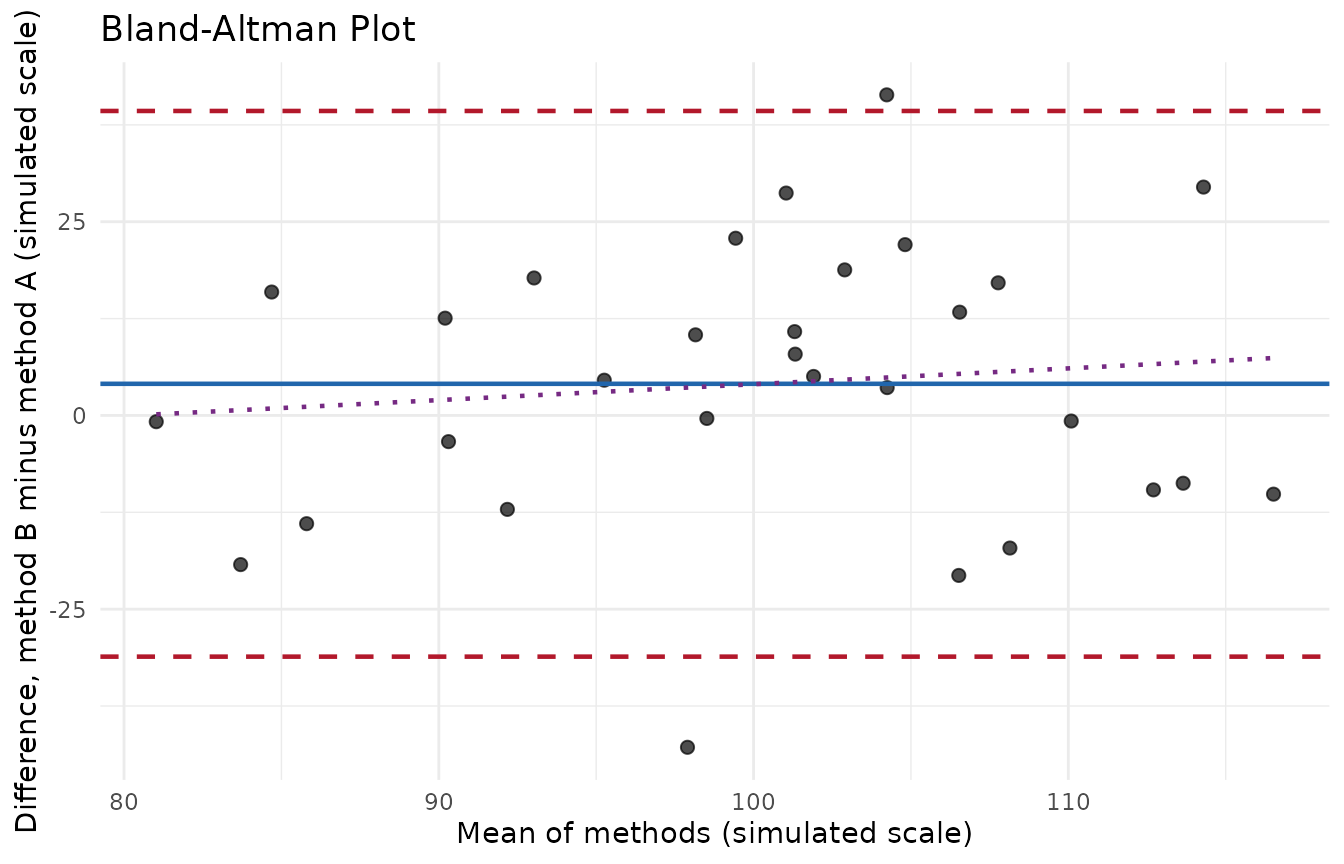 Bland-Altman Plot
Difference, method B minus method A (simulated scale)
25
0
-25
80
90
100
110
Mean of methods (simulated scale)